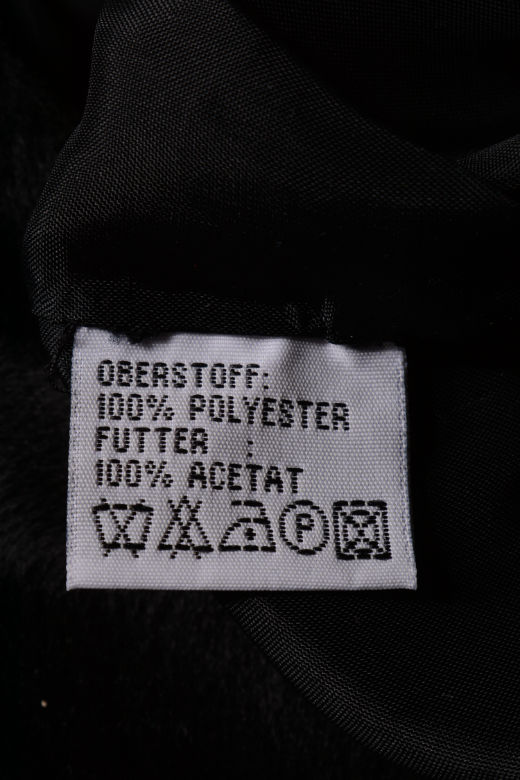 OBERSTOFF:
100% POLYESTER
FUTTER :
100% ACETAT
P